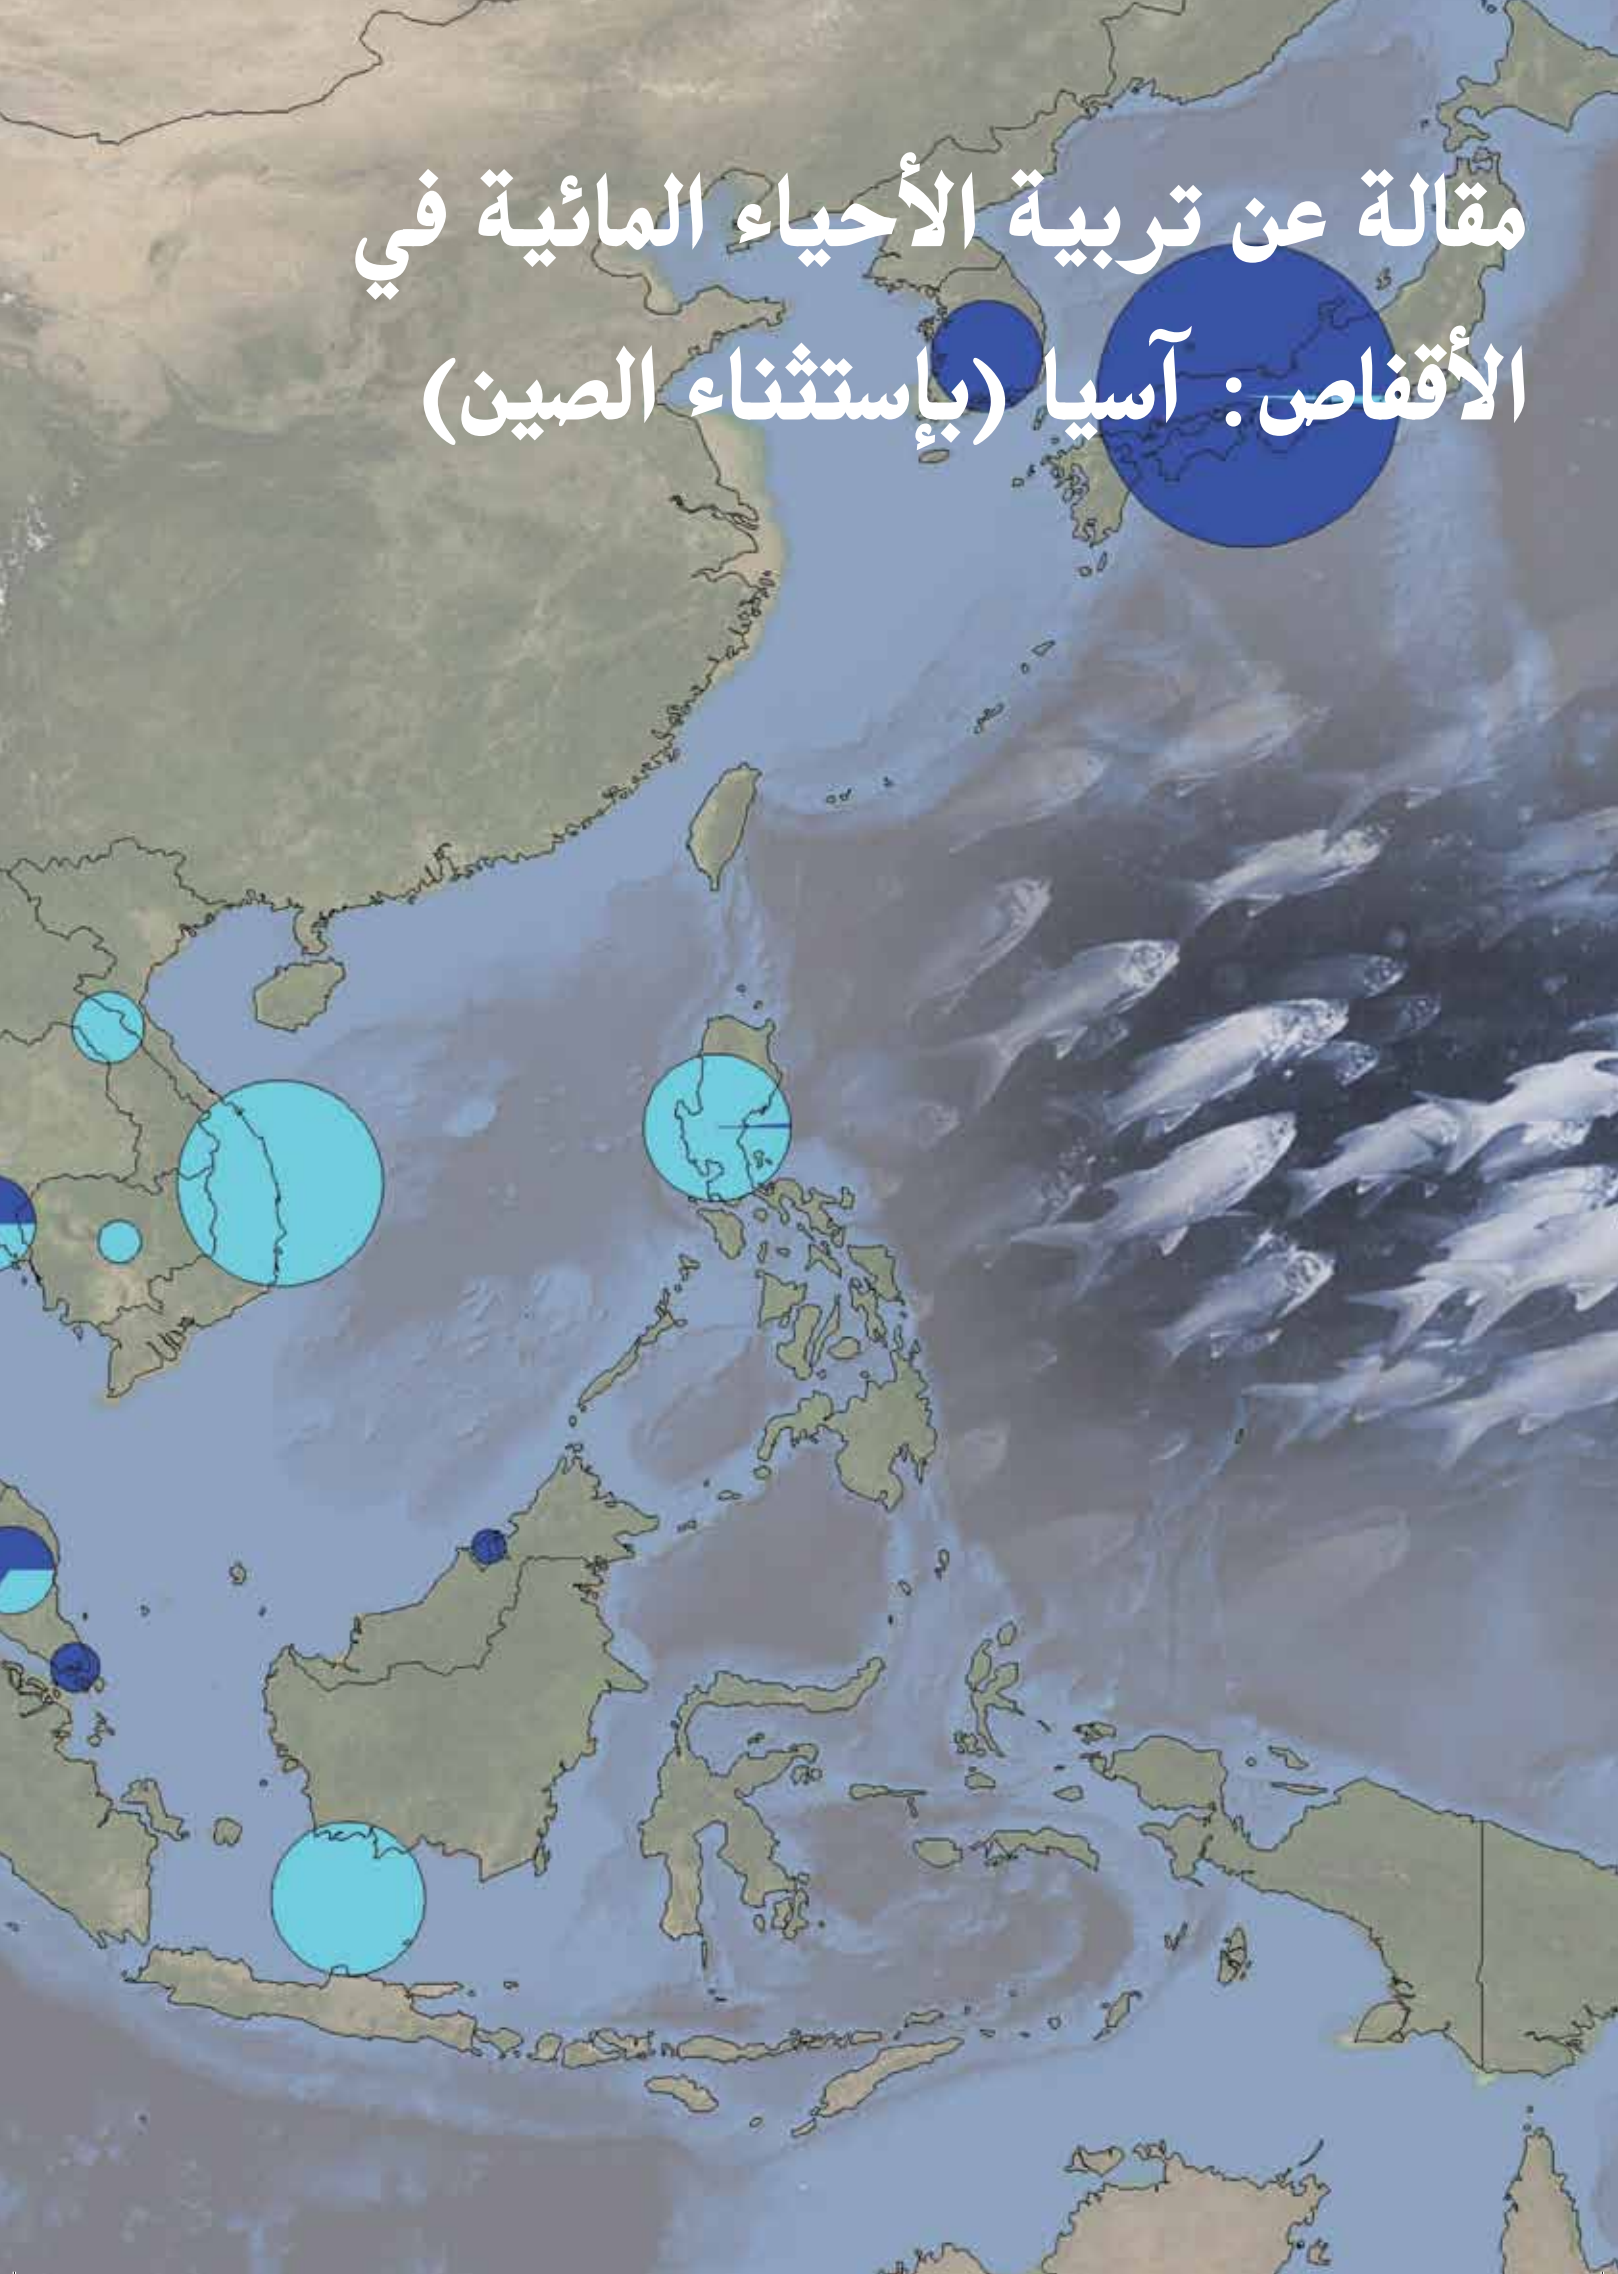 مقالة عن تربية الأحياء المائية في
الأقفاص: آسيا (بإستثناء الصين)